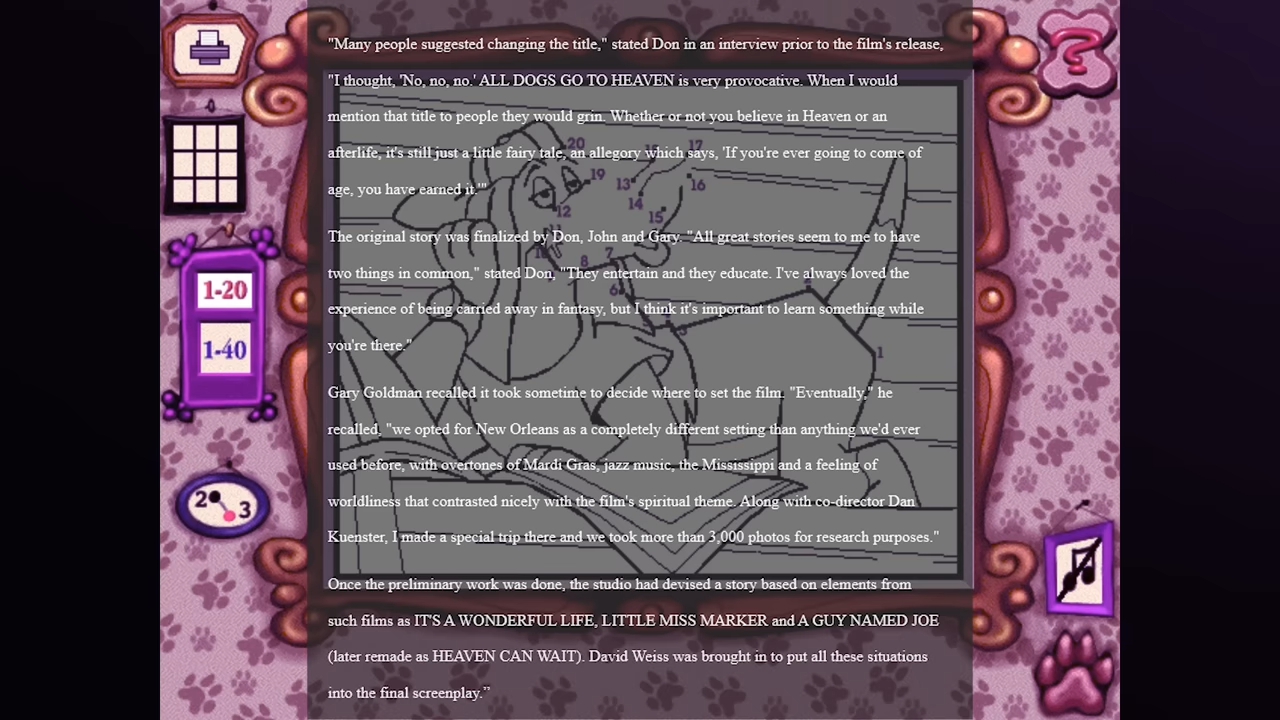 "Many people suggested changing the title," stated Don in an interview prior to the film's release,
"I thought, 'No, no, no.' ALL DOGS GO TO HEAVEN is very provocative. When I would
mention that title to people they would grin. Whether or not you believe in Heaven or an
afterlife, it's still just a little fairy tale, an allegory which says, 'If you're ever going to come of
age, you have earned it.'"
The original story was finalized by Don, John and Gary. "All great stories seem to me to have
two things in common," stated Don, "They entertain and they educate. I've always loved the
experience of being carried away in fantasy, but I think it's important to learn something while
you're there."
Gary Goldman recalled it took sometime to decide where to set the film. "Eventually," he
recalled, "we opted for New Orleans as a completely different setting than anything we'd ever
used before, with overtones of Mardi Gras, jazz music, the Mississippi and a feeling of
worldliness that contrasted nicely with the film's spiritual theme. Along with co-director Dan
Kuenster, I made a special trip there and we took more than 3,000 photos for research purposes."
Once the preliminary work was done, the studio had devised a story based on elements from
such films as IT'S A WONDERFUL LIFE, LITTLE MISS MARKER and A GUY NAMED JOE
(later remade as HEAVEN CAN WAIT). David Weiss was brought in to put all these situations
into the final screenplay."
1-20
1-40
2 3
20
17
19
13
16
14
12
15
8
7
1